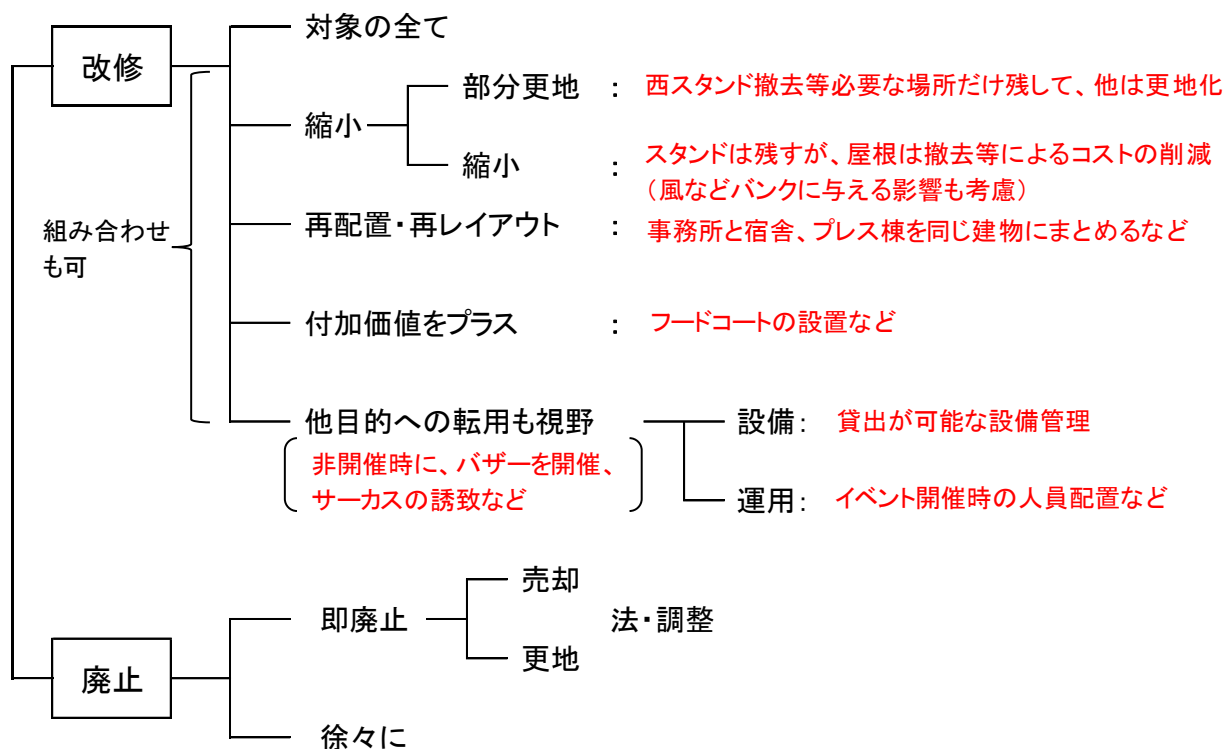 対象の全て
改修
部分更地 : 西スタンド撤去等必要な場所だけ残して、他は更地化
縮小
縮小 : スタンドは残すが、屋根は撤去等によるコストの削減
（風などバンクに与える影響も考慮）
組み合わせ
も可
再配置・再レイアウト : 事務所と宿舎、プレス棟を同じ建物にまとめるなど
付加価値をプラス : フードコートの設置など
他目的への転用も視野
非開催時に、バザーを開催、
サーカスの誘致など
設備: 貸出が可能な設備管理
運用: イベント開催時の人員配置など
売却
即廃止
法・調整
更地
廃止
徐々に